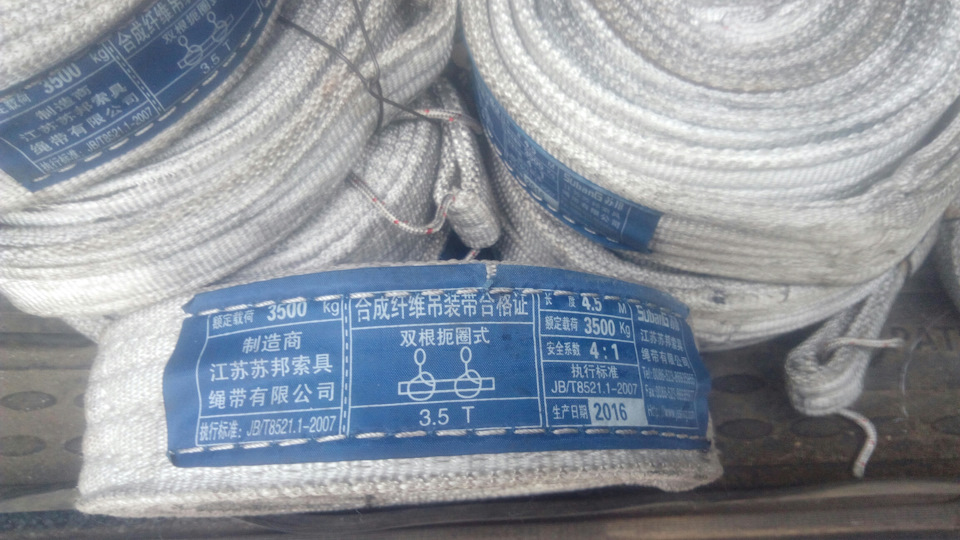 3500 kg
合成纤维吊
双根
3.5 T
制造商
江苏苏邦索具
绳带有限公司
执行标准: JB/T8521.1-2007
额定载荷 3500 kg
制造商
江苏苏邦索具
绳带有限公司
执行标准: JB/T8521.1-2007
合成纤维吊装带合格证
双根扼圈式
3.5 T
长 度 4.5 M
额定载荷 3500 Kg
安全系数 4:1
执行标准
JB/T8521.1-2007
生产日期 2016
SubanG
江苏苏邦索具
绳带有限公司